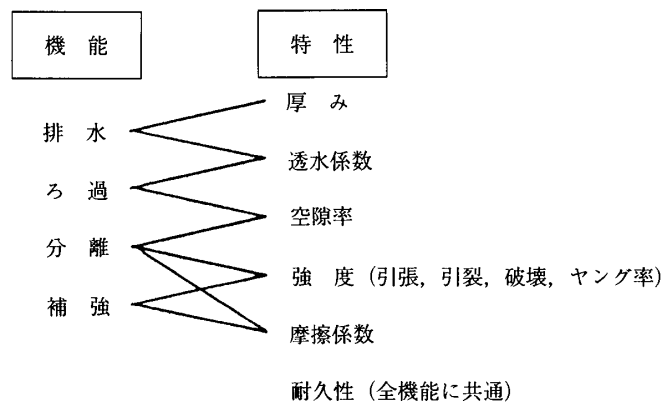 機能
特性
厚み
排水
透水係数
ろ過
空隙率
分離
強度（引張，引裂，破壊，ヤング率）
補強
摩擦係数
耐久性（全機能に共通）